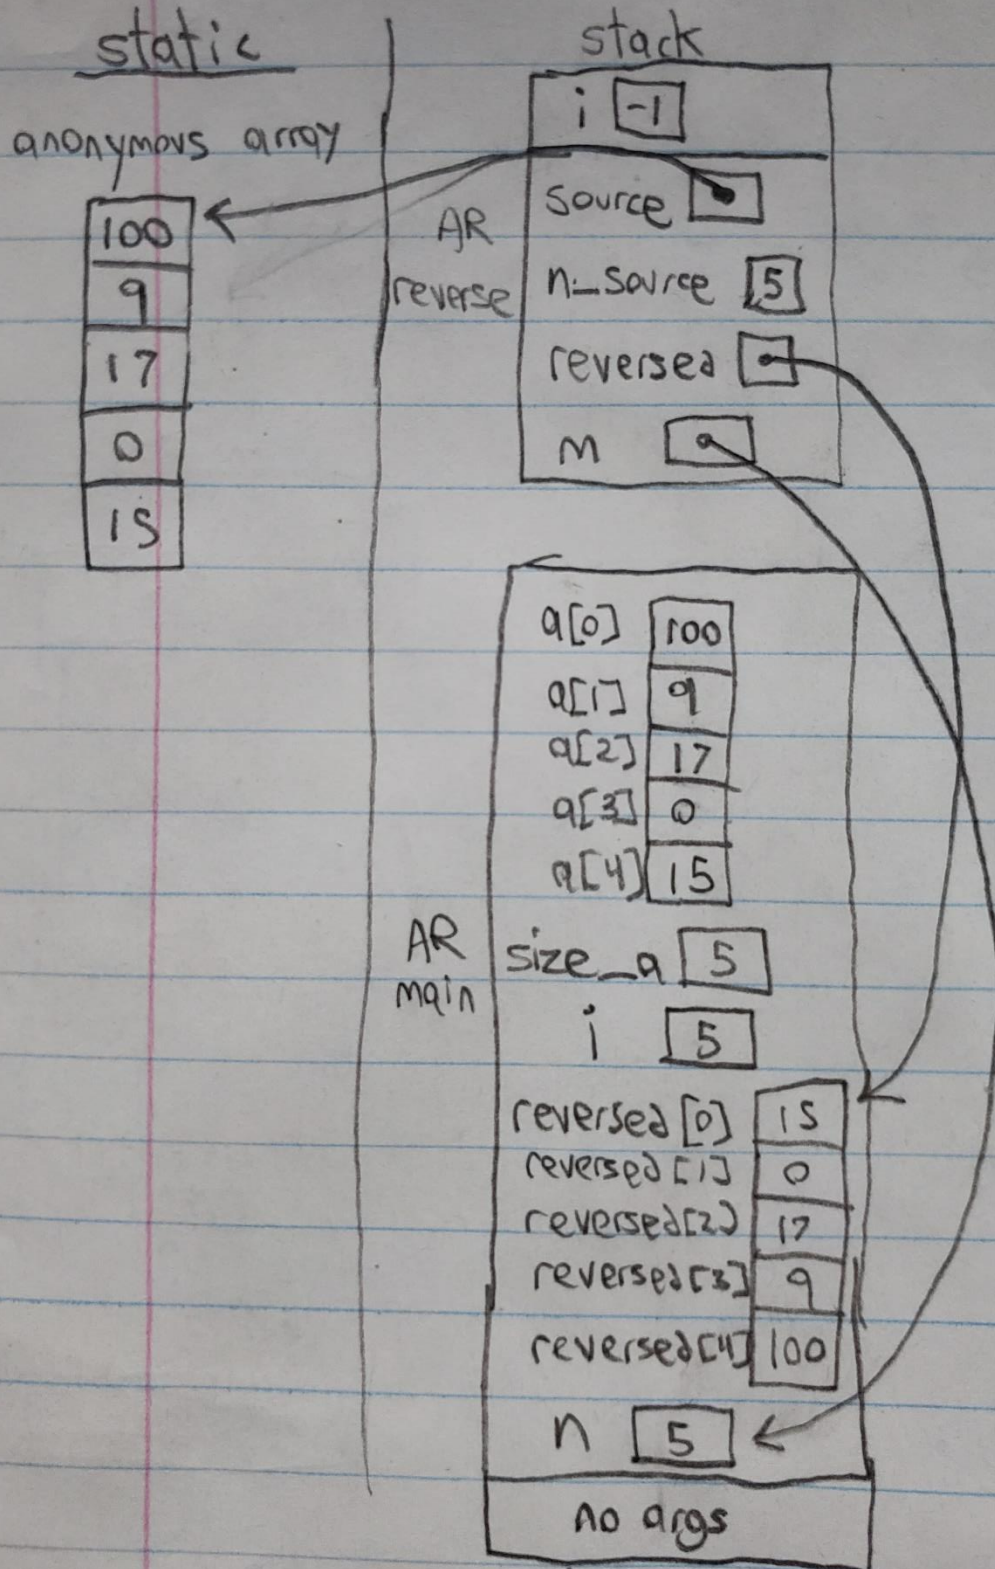 static
stack
anonymous array
100
9
17
0
15
AR
reverse
i -1
source
n_source 5
reversed
m
AR
main
a[0] 100
a[1] 9
a[2] 17
a[3] 0
a[4] 15
size_a 5
i 5
reversed[0] 15
reversed[1] 0
reversed[2] 17
reversed[3] 9
reversed[4] 100
n 5
no args